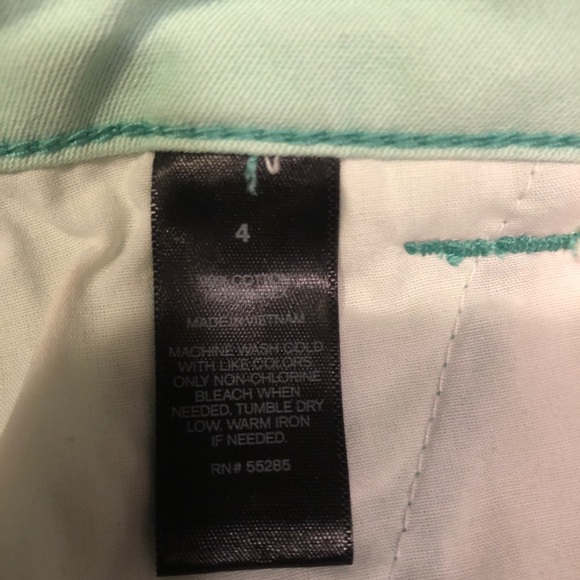 4
COTTON
MADE IN VIETNAM
MACHINE WASH COLD
WITH LIKE COLORS
ONLY NON-CHLORINE
BLEACH WHEN
NEEDED, TUMBLE DRY
LOW. WARM IRON
IF NEEDED.
RN# 55285